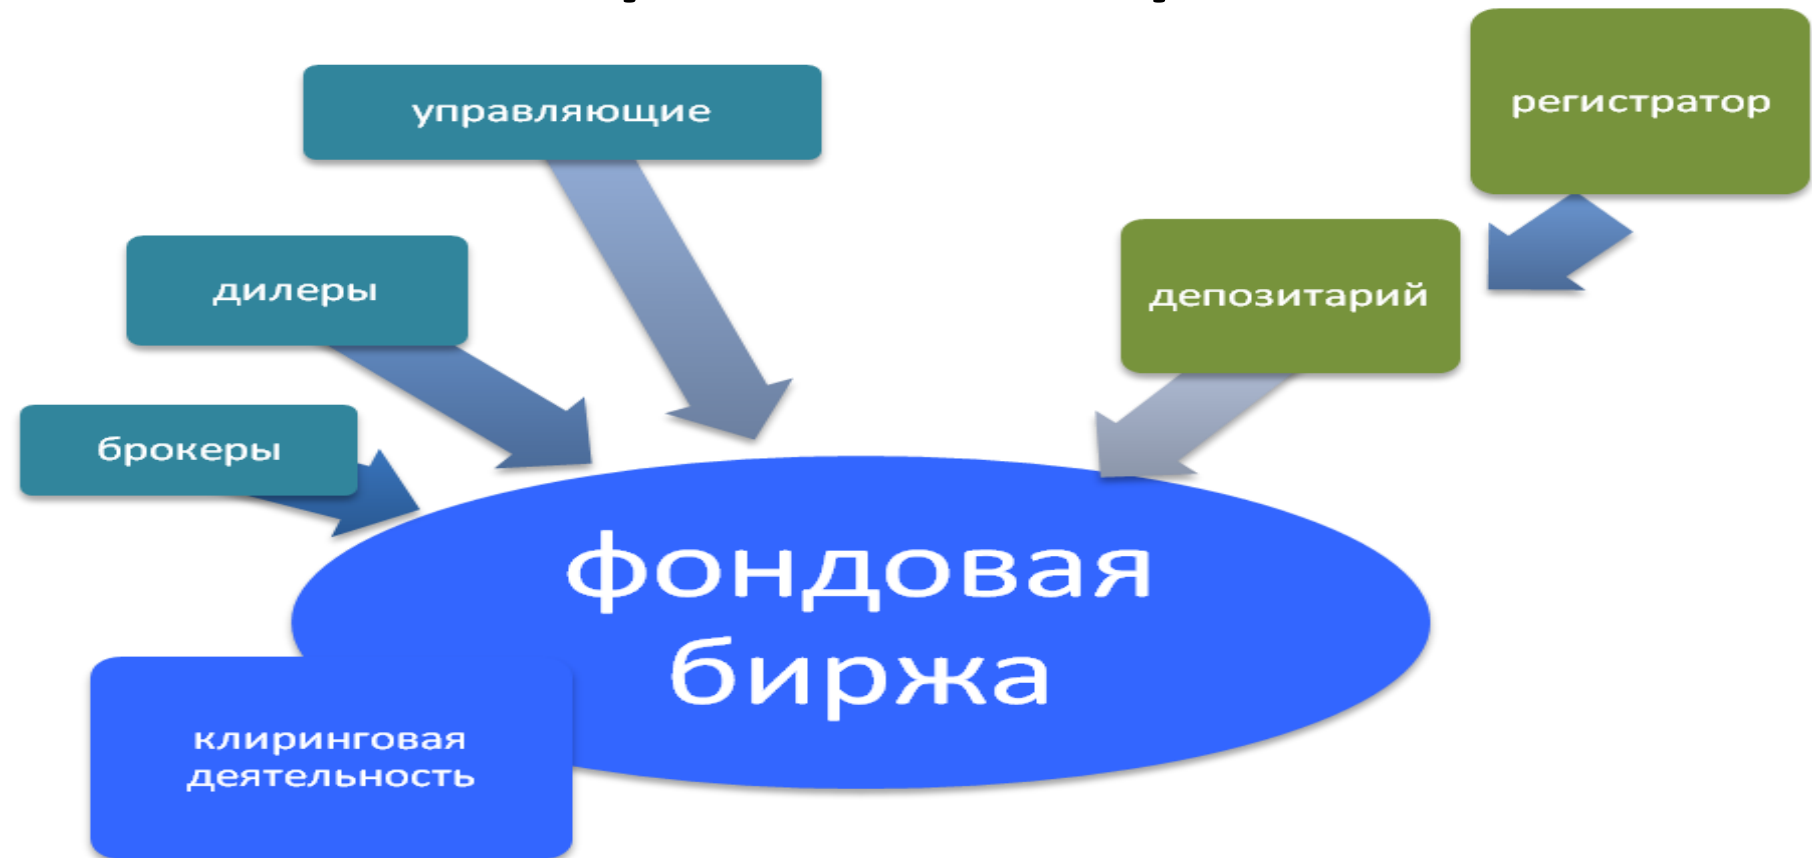 управляющие
регистратор
дилеры
депозитарий
брокеры
фондовая
биржа
клиринговая
деятельность